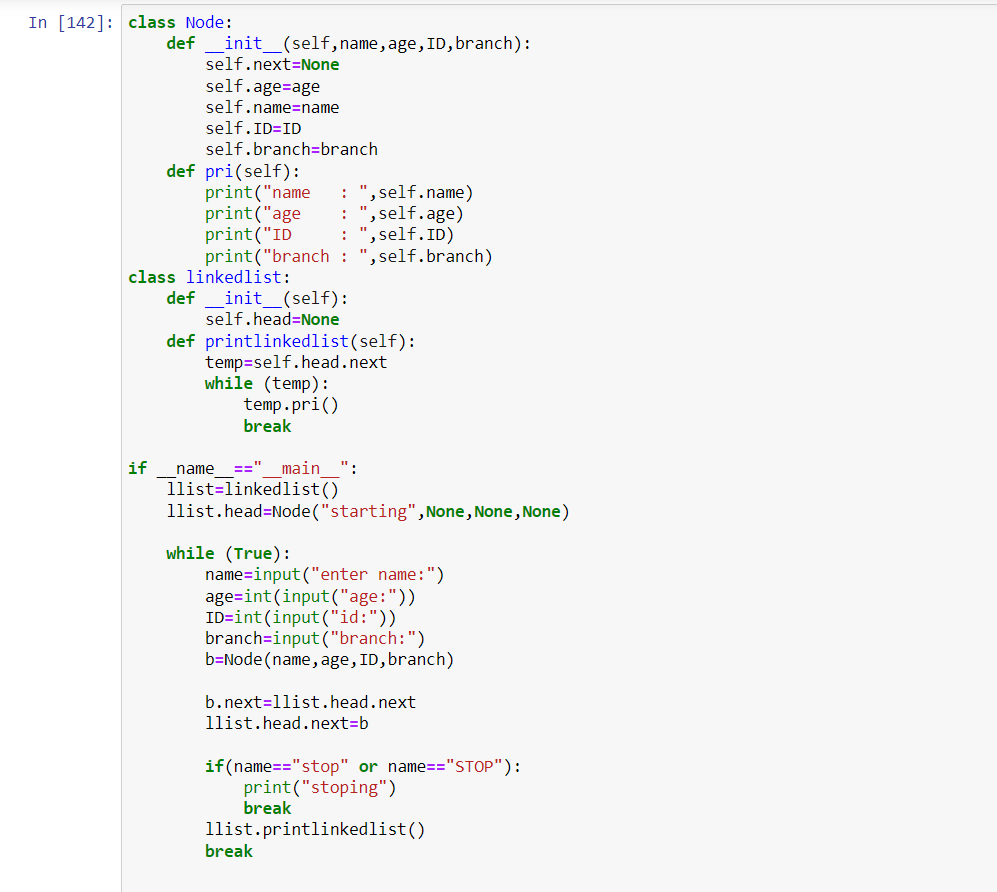 In [142]: class Node:
    def __init__(self,name,age,ID,branch):
        self.next=None
        self.age=age
        self.name=name
        self.ID=ID
        self.branch=branch
    def pri(self):
        print("name   : ",self.name)
        print("age    : ",self.age)
        print("ID     : ",self.ID)
        print("branch : ",self.branch)
class linkedlist:
    def __init__(self):
        self.head=None
    def printlinkedlist(self):
        temp=self.head.next
        while (temp):
            temp.pri()
            break
if __name__=="__main__":
    llist=linkedlist()
    llist.head=Node("starting",None,None,None)
    while (True):
        name=input("enter name:")
        age=int(input("age:"))
        ID=int(input("id:"))
        branch=input("branch:")
        b=Node(name,age,ID,branch)
        b.next=llist.head.next
        llist.head.next=b
        if(name=="stop" or name=="STOP"):
            print("stoping")
            break
        llist.printlinkedlist()
        break